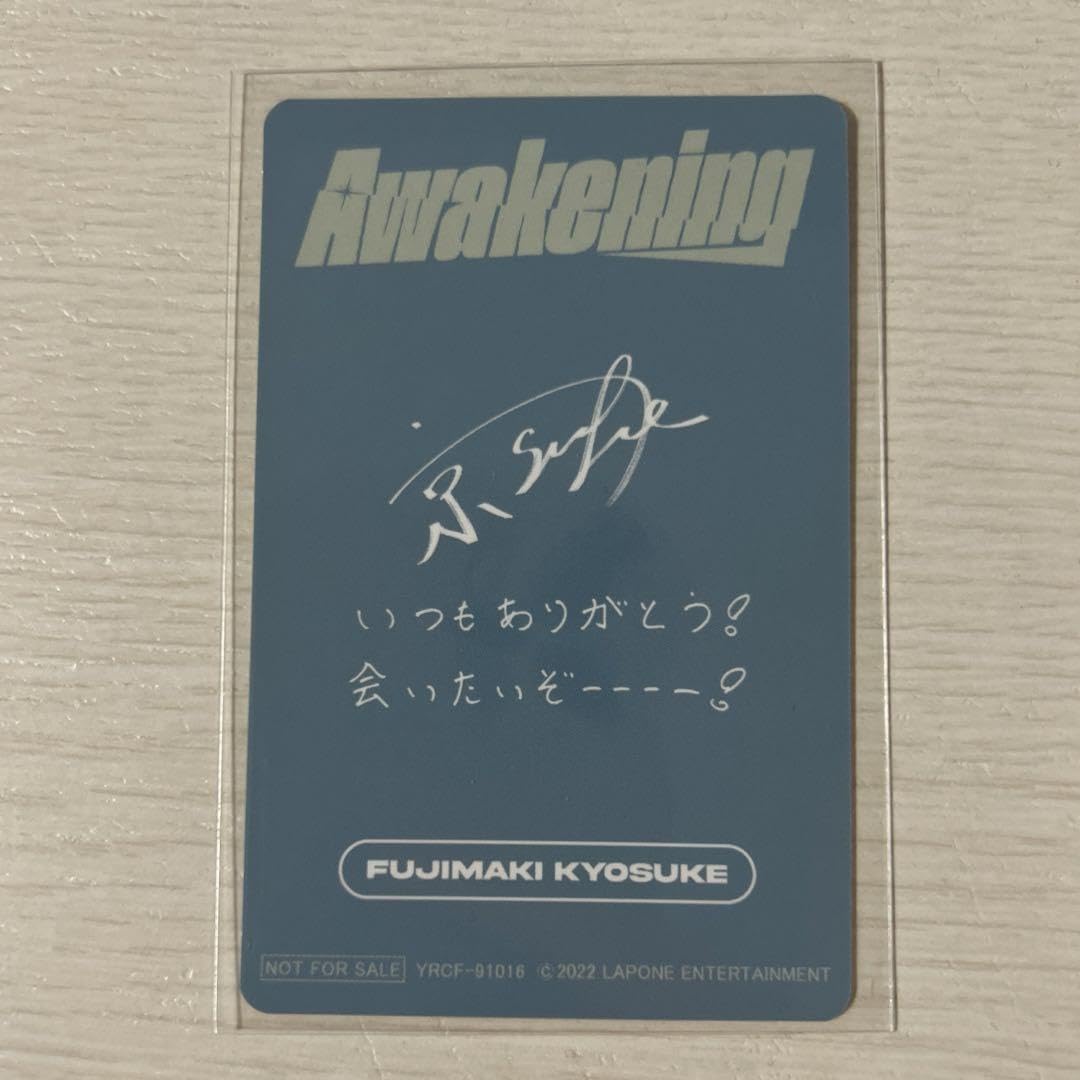 Awakening
いつもありがとう!
会いたいぞーーーー!
FUJIMAKI KYOSUKE
NOT FOR SALE YRCF-91016 ©2022 LAPONE ENTERTAINMENT